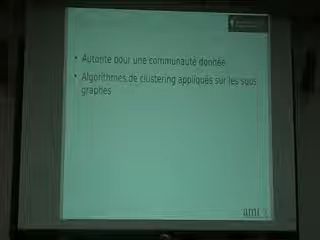 • Autorité pour une communauté donnée
• Algorithmes de clustering appliqués sur les sous
graphes
ami